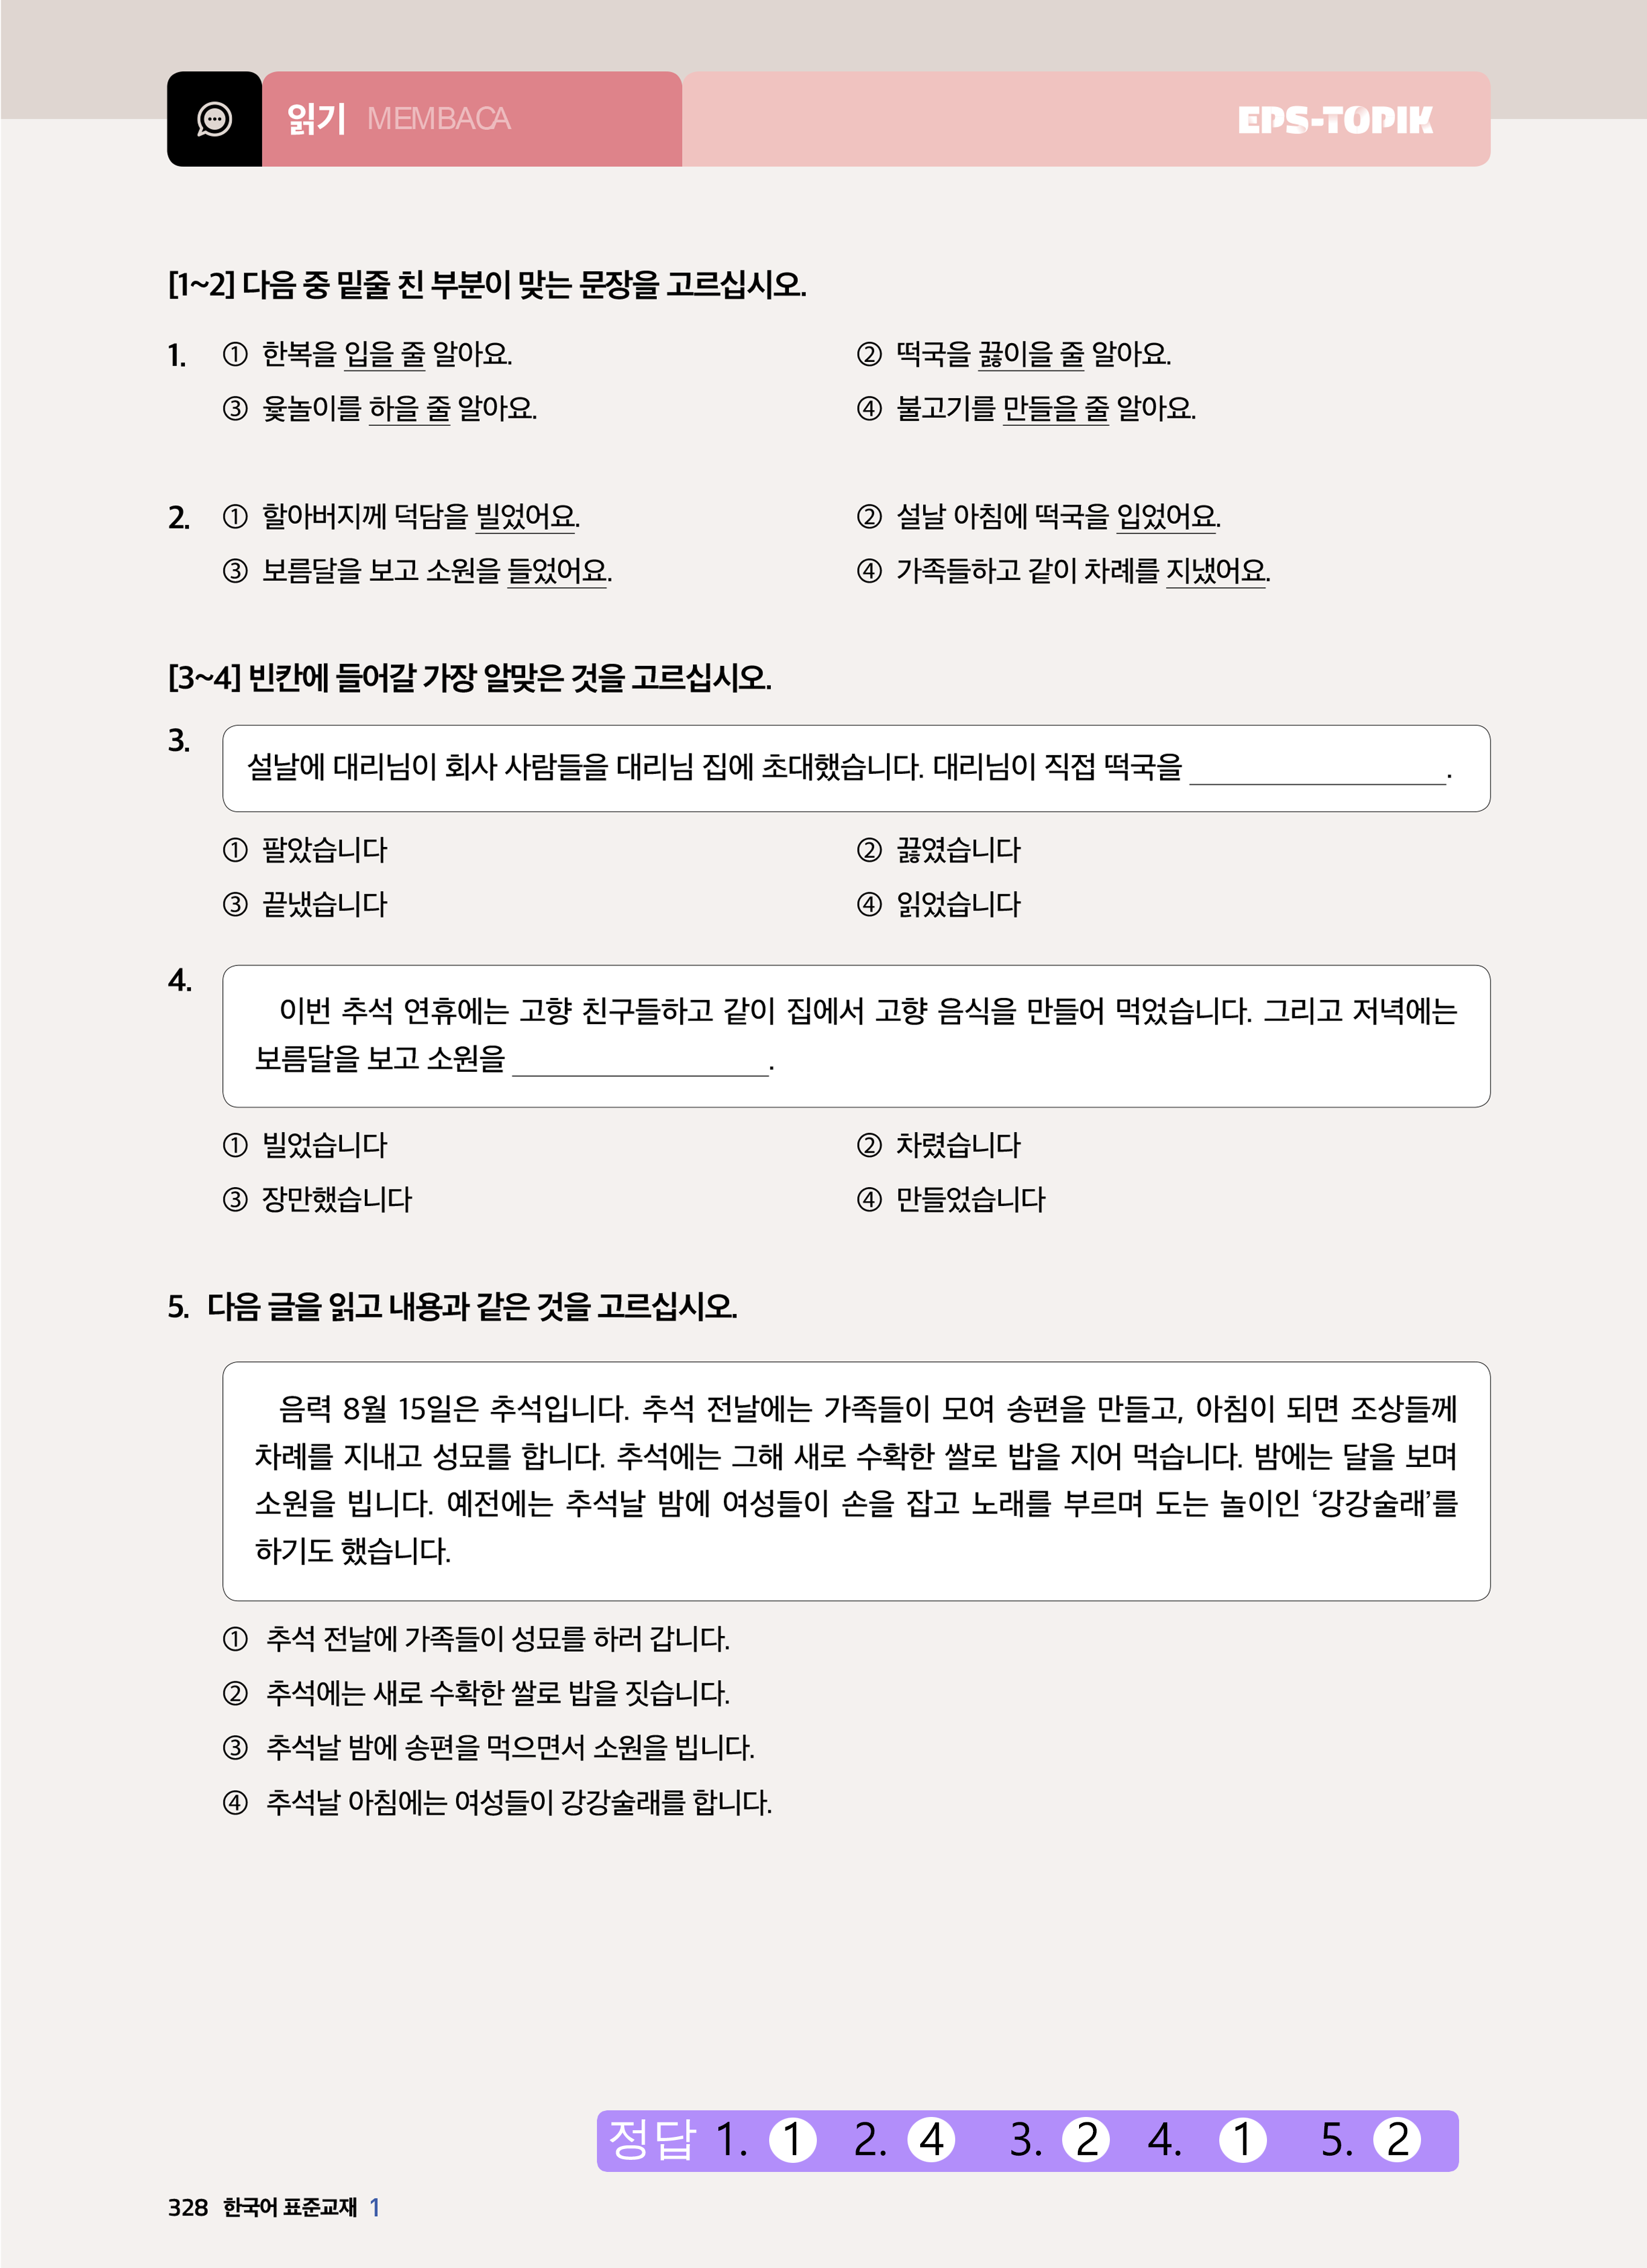 읽기 MEMBACA EPS-TOPIK
[1~2] 다음 중 밑줄 친 부분이 맞는 문장을 고르십시오.
1. ① 한복을 입을 줄 알아요. ② 떡국을 끓이을 줄 알아요.
③ 윷놀이를 하을 줄 알아요. ④ 불고기를 만들을 줄 알아요.
2. ① 할아버지께 덕담을 빌었어요. ② 설날 아침에 떡국을 입었어요.
③ 보름달을 보고 소원을 들었어요. ④ 가족들하고 같이 차례를 지냈어요.
[3~4] 빈칸에 들어갈 가장 알맞은 것을 고르십시오.
3. 설날에 대리님이 회사 사람들을 대리님 집에 초대했습니다. 대리님이 직접 떡국을 ________________.
① 팔았습니다 ② 끓였습니다
③ 끝냈습니다 ④ 읽었습니다
4. 이번 추석 연휴에는 고향 친구들하고 같이 집에서 고향 음식을 만들어 먹었습니다. 그리고 저녁에는
보름달을 보고 소원을 ________________.
① 빌었습니다 ② 차렸습니다
③ 장만했습니다 ④ 만들었습니다
5. 다음 글을 읽고 내용과 같은 것을 고르십시오.
음력 8월 15일은 추석입니다. 추석 전날에는 가족들이 모여 송편을 만들고, 아침이 되면 조상들께
차례를 지내고 성묘를 합니다. 추석에는 그해 새로 수확한 쌀로 밥을 지어 먹습니다. 밤에는 달을 보며
소원을 빕니다. 예전에는 추석날 밤에 여성들이 손을 잡고 노래를 부르며 도는 놀이인 ‘강강술래’를
하기도 했습니다.
① 추석 전날에 가족들이 성묘를 하러 갑니다.
② 추석에는 새로 수확한 쌀로 밥을 짓습니다.
③ 추석날 밤에 송편을 먹으면서 소원을 빕니다.
④ 추석날 아침에는 여성들이 강강술래를 합니다.
정답 1. 1 2. 4 3. 2 4. 1 5. 2
328 한국어 표준교재 1